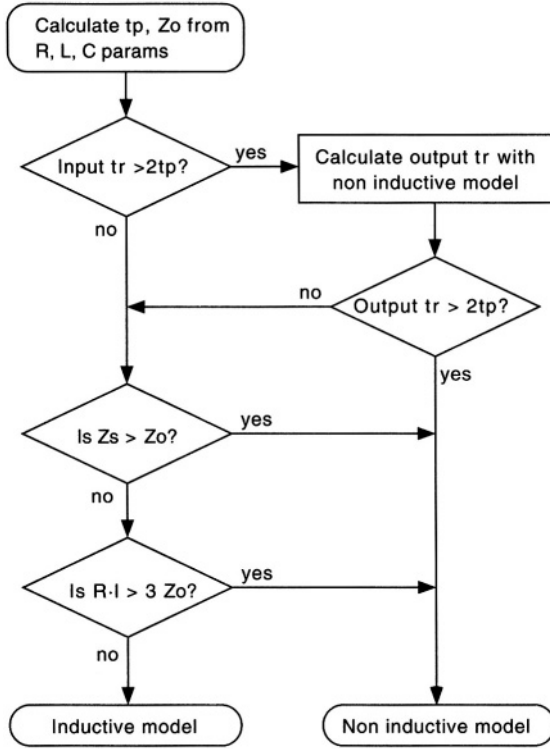 Calculate tp, Zo from
R, L, C params
Input tr >2tp?
yes
Calculate output tr with
non inductive model
no
no
Output tr > 2tp?
yes
Is Zs > Zo?
yes
no
Is R·l > 3 Zo?
yes
no
Inductive model
Non inductive model